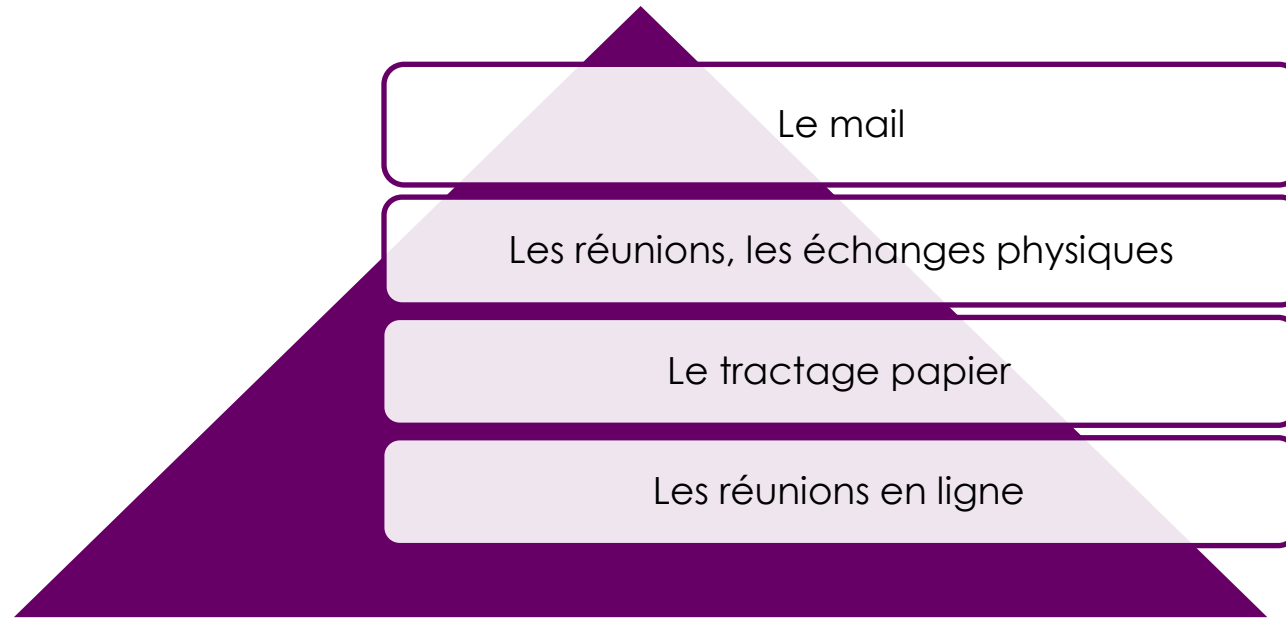 Le mail
Les réunions, les échanges physiques
Le tractage papier
Les réunions en ligne